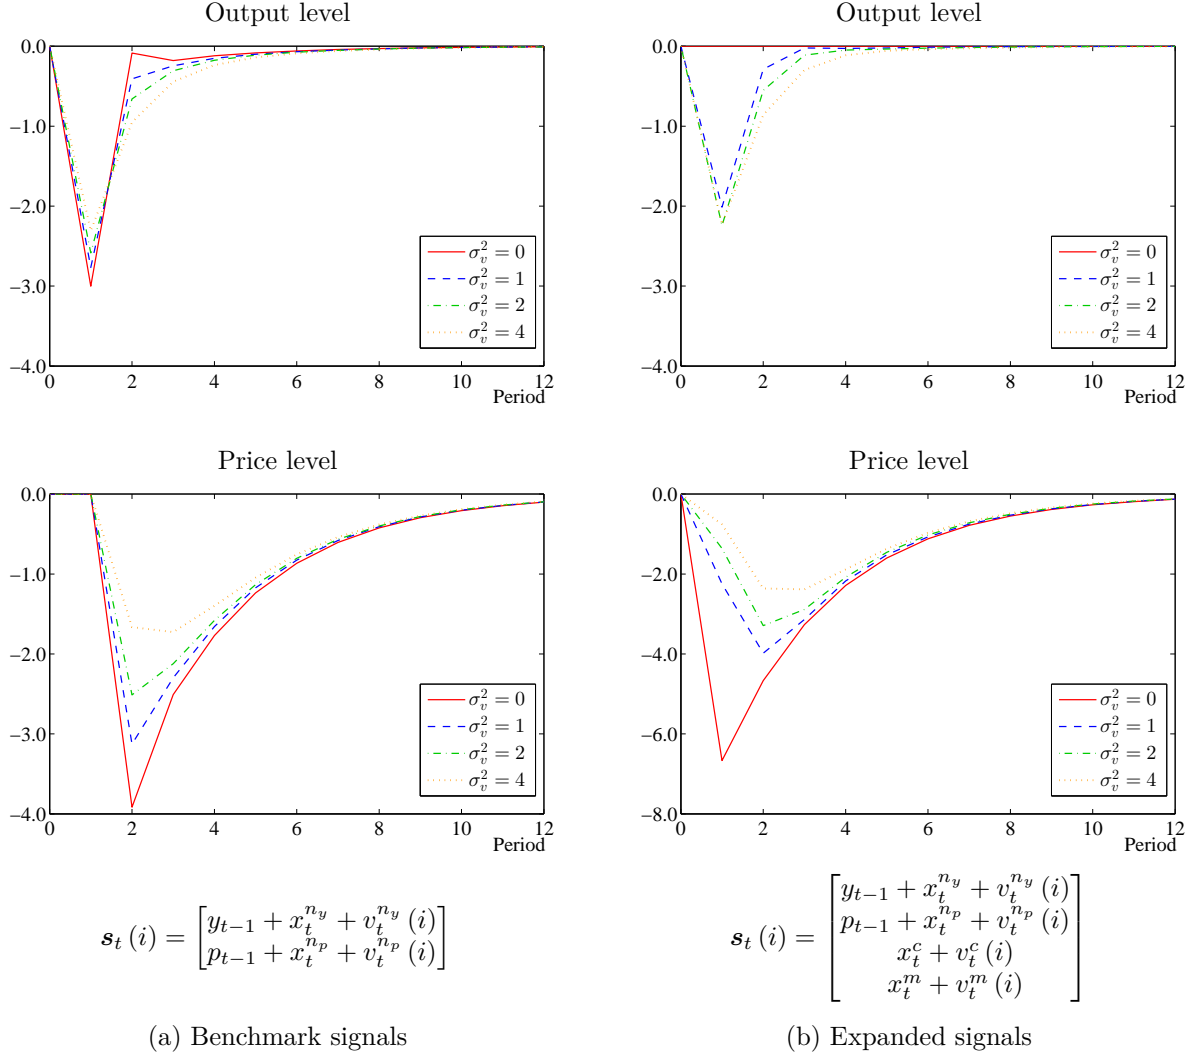 Output level
0.0
−1.0
−2.0
−3.0
−4.0
0 2 4 6 8 10 12
Period
σ_v^2 = 0
σ_v^2 = 1
σ_v^2 = 2
σ_v^2 = 4
Output level
0.0
−1.0
−2.0
−3.0
−4.0
0 2 4 6 8 10 12
Period
σ_v^2 = 0
σ_v^2 = 1
σ_v^2 = 2
σ_v^2 = 4
Price level
0.0
−1.0
−2.0
−3.0
−4.0
0 2 4 6 8 10 12
Period
σ_v^2 = 0
σ_v^2 = 1
σ_v^2 = 2
σ_v^2 = 4
Price level
0.0
−2.0
−4.0
−6.0
−8.0
0 2 4 6 8 10 12
Period
σ_v^2 = 0
σ_v^2 = 1
σ_v^2 = 2
σ_v^2 = 4
s_t (i) = [ y_{t−1} + x_t^{n_y} + v_t^{n_y} (i)
p_{t−1} + x_t^{n_p} + v_t^{n_p} (i) ]
s_t (i) = [ y_{t−1} + x_t^{n_y} + v_t^{n_y} (i)
p_{t−1} + x_t^{n_p} + v_t^{n_p} (i)
x_t^c + v_t^c (i)
x_t^m + v_t^m (i) ]
(a) Benchmark signals
(b) Expanded signals